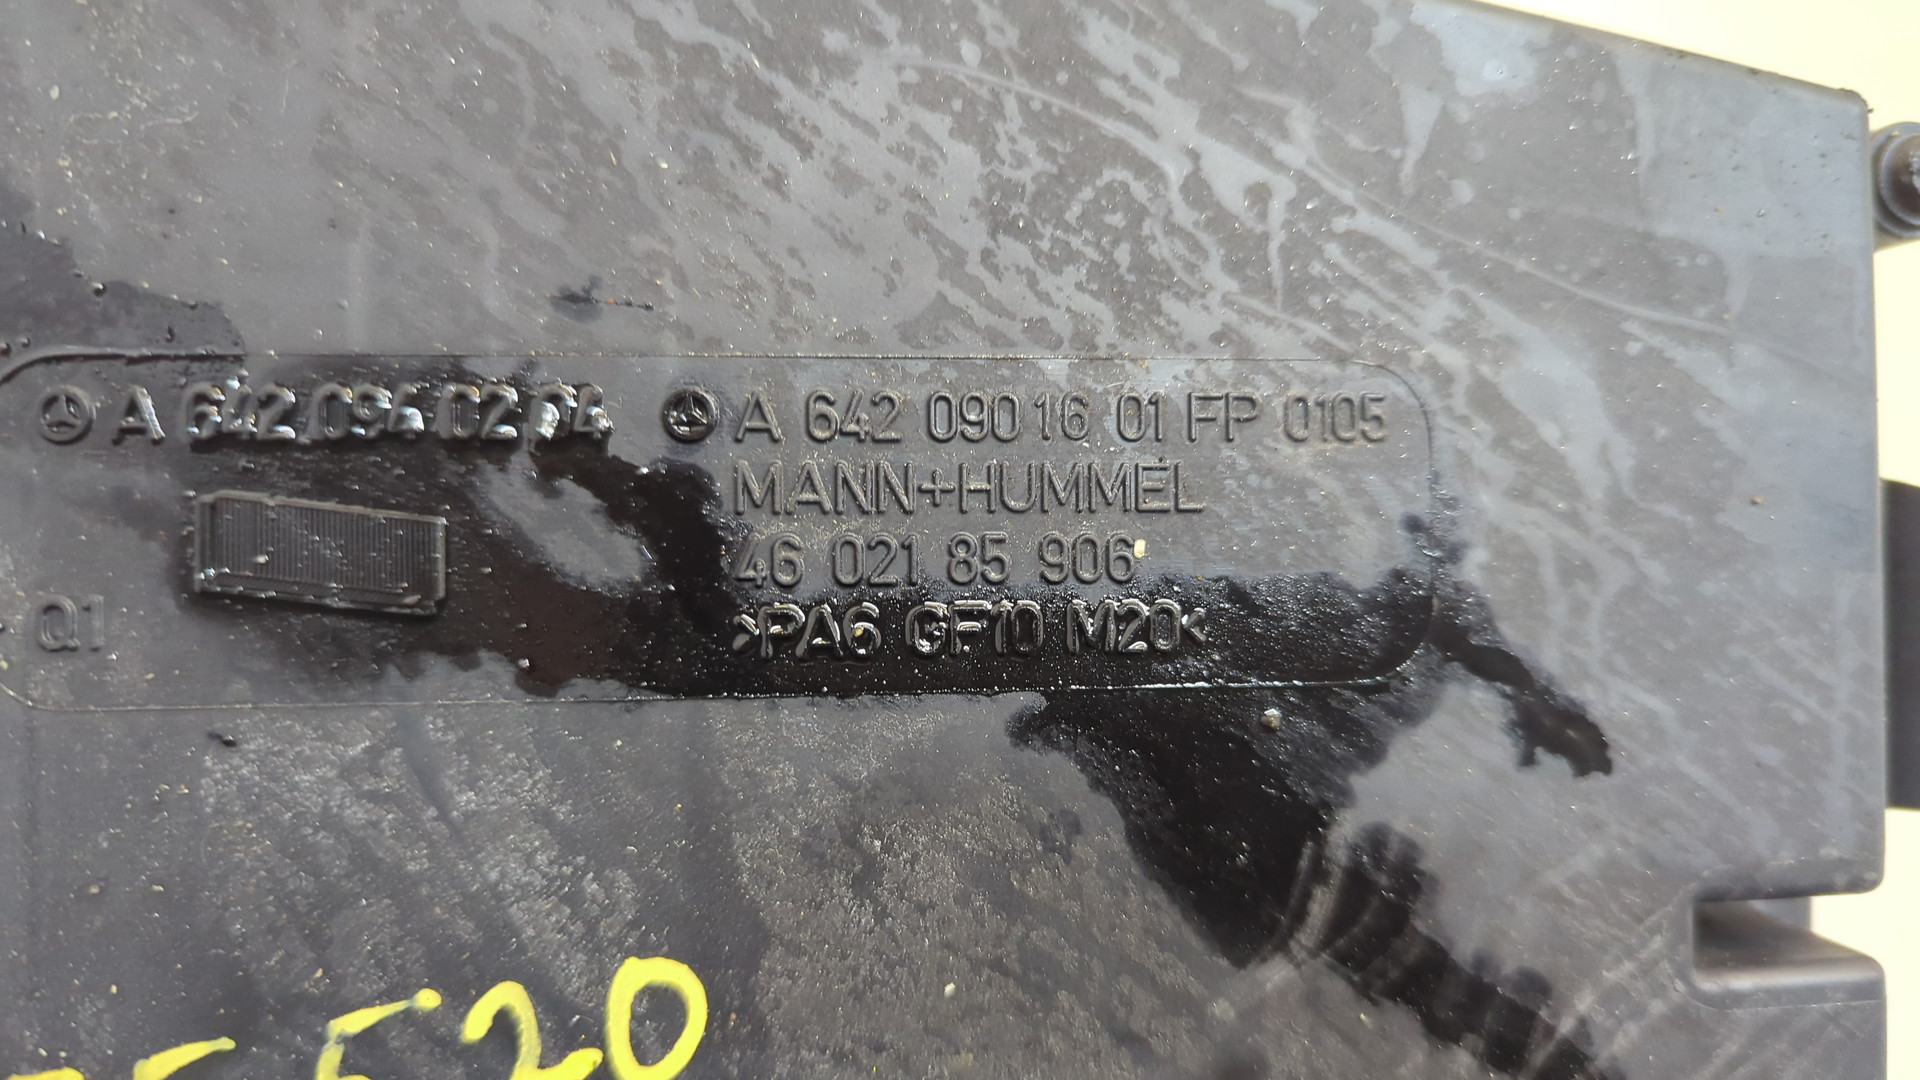 A 642 094 02 04 A 642 090 16 01 FP 0105
MANN+HUMMEL
46 021 85 906
Q1
>PA6 GF10 M20<